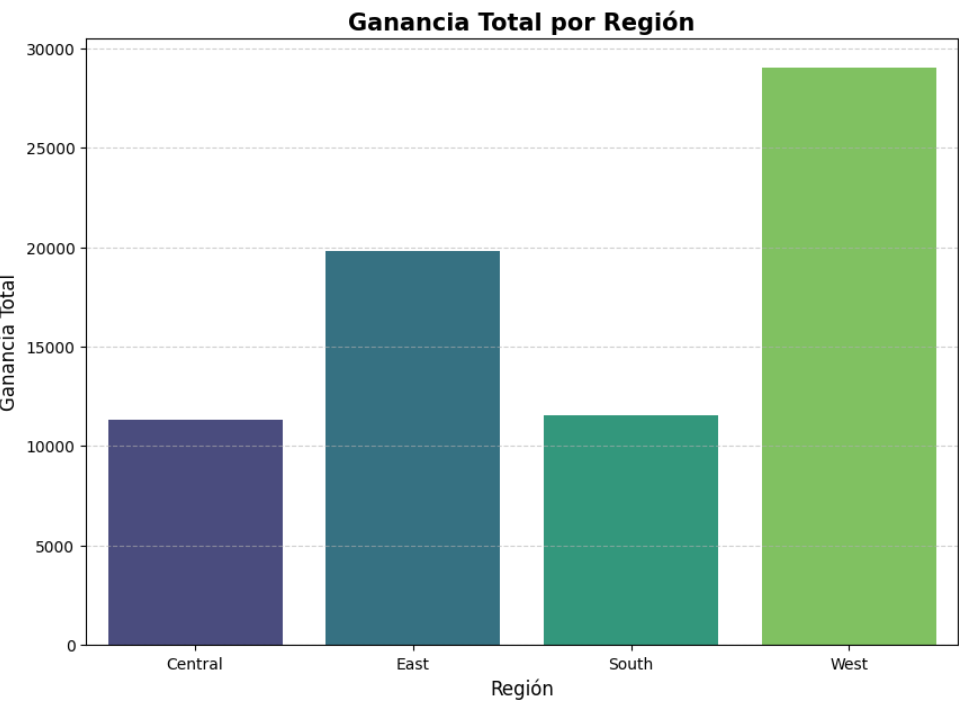 Ganancia Total por Región
30000
25000
20000
15000
10000
5000
0
Ganancia Total
Central East South West
Región